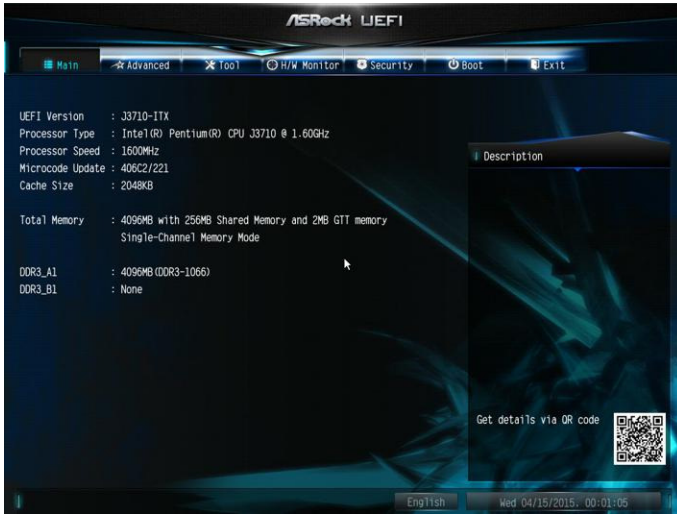 ASRock UEFI
Main Advanced Tool H/W Monitor Security Boot Exit
UEFI Version : J3710-ITX
Processor Type : Intel(R) Pentium(R) CPU J3710 @ 1.60GHz
Processor Speed : 1600MHz
Microcode Update : 406C2/221
Cache Size : 2048KB
Total Memory : 4096MB with 256MB Shared Memory and 2MB GTT memory
Single-Channel Memory Mode
DDR3_A1 : 4096MB(DDR3-1066)
DDR3_B1 : None
Description
Get details via QR code
English Wed 04/15/2015. 00:01:05